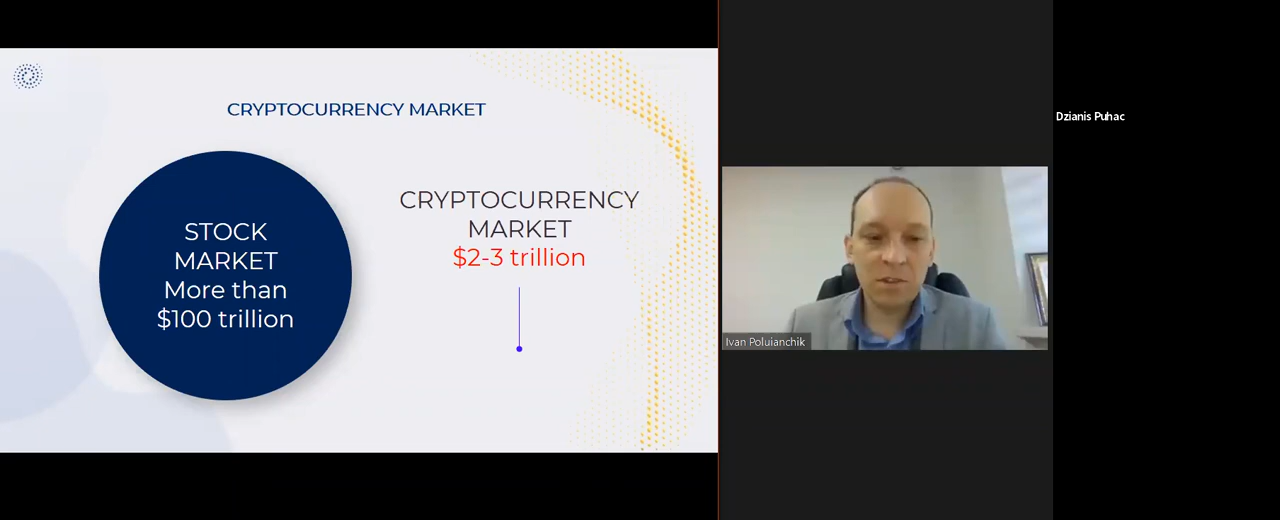 CRYPTOCURRENCY MARKET
STOCK
MARKET
More than
$100 trillion
CRYPTOCURRENCY
MARKET
$2-3 trillion
Ivan Poluianchik
Dzianis Puhac